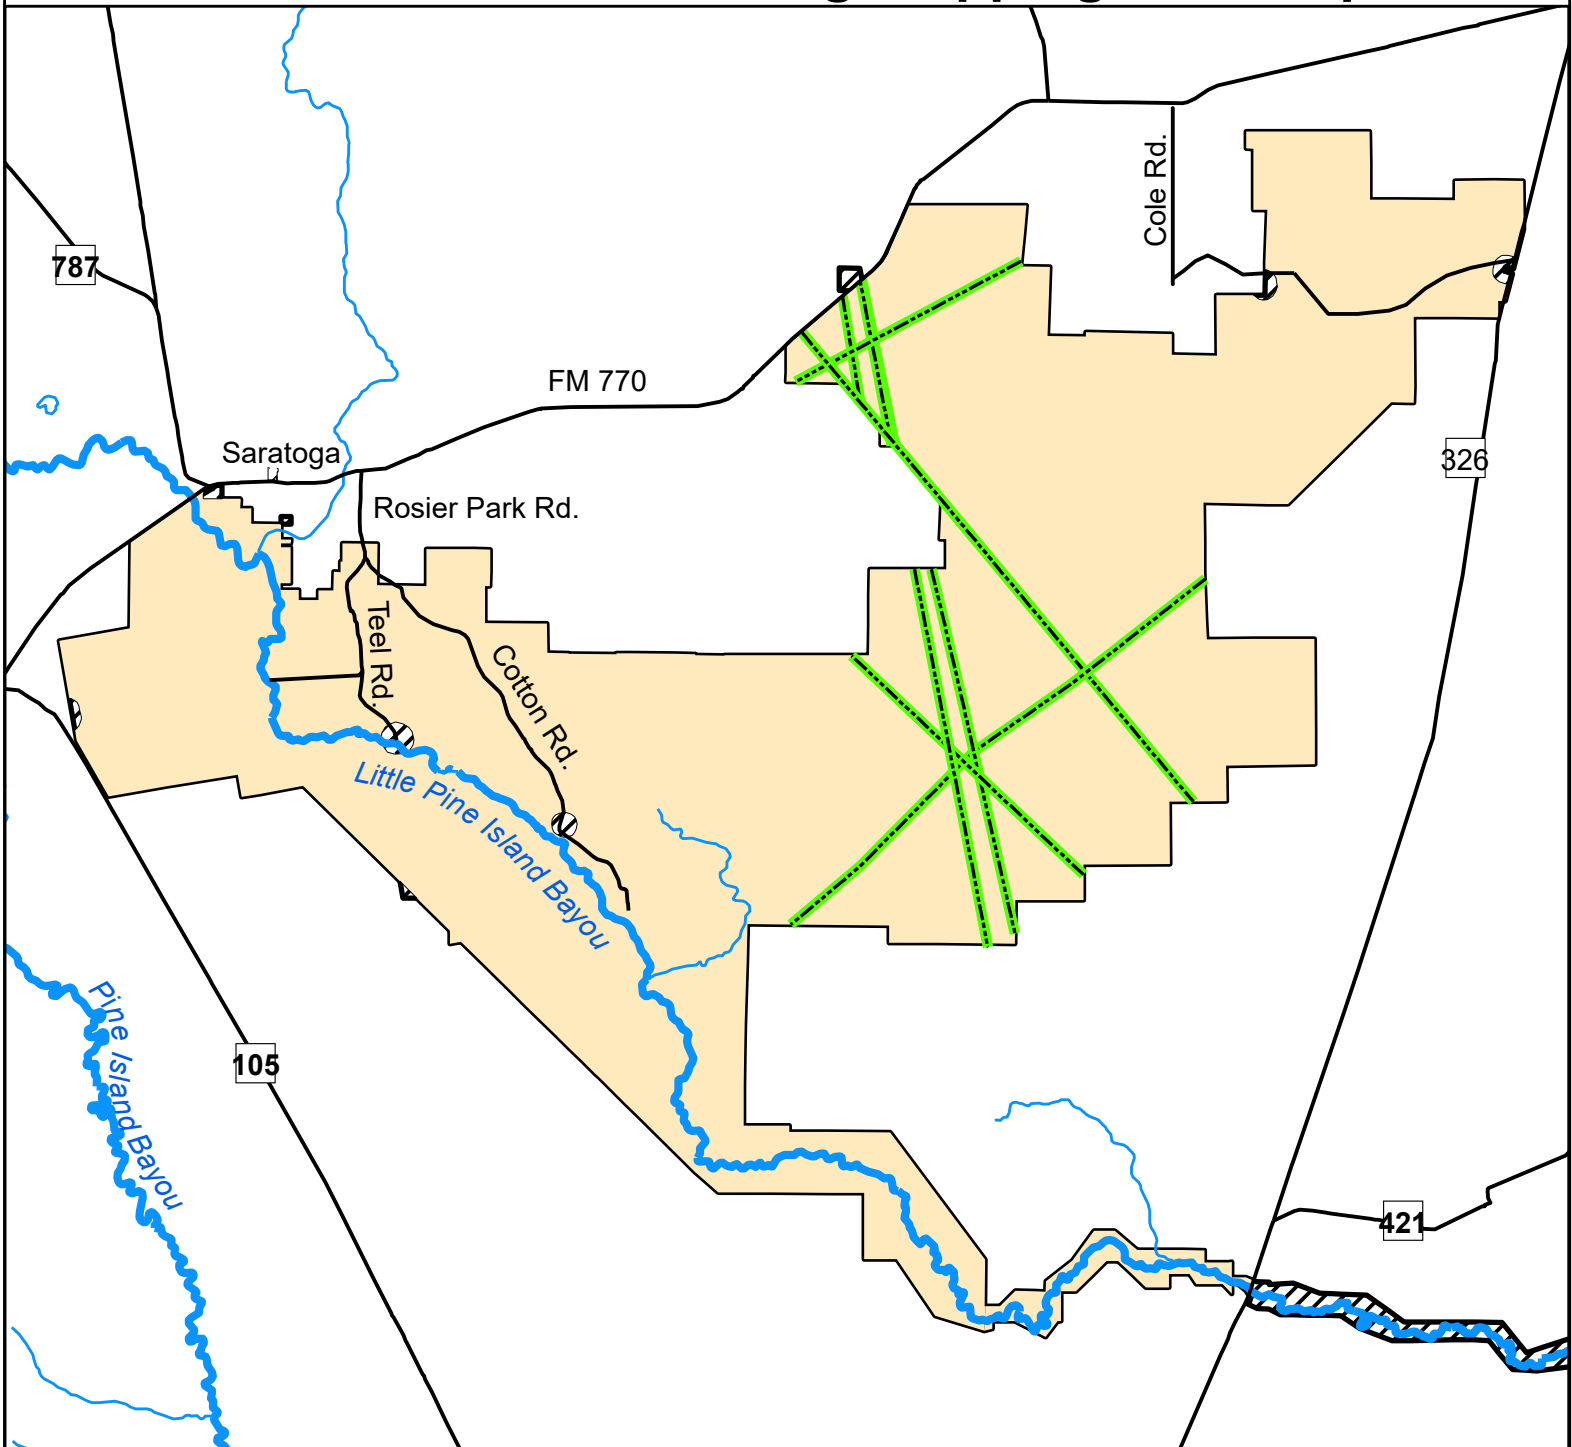 Cole Rd.
787
FM 770
Saratoga
326
Rosier Park Rd.
Teel Rd.
Cotton Rd.
Little Pine Island Bayou
Pine Island Bayou
105
421